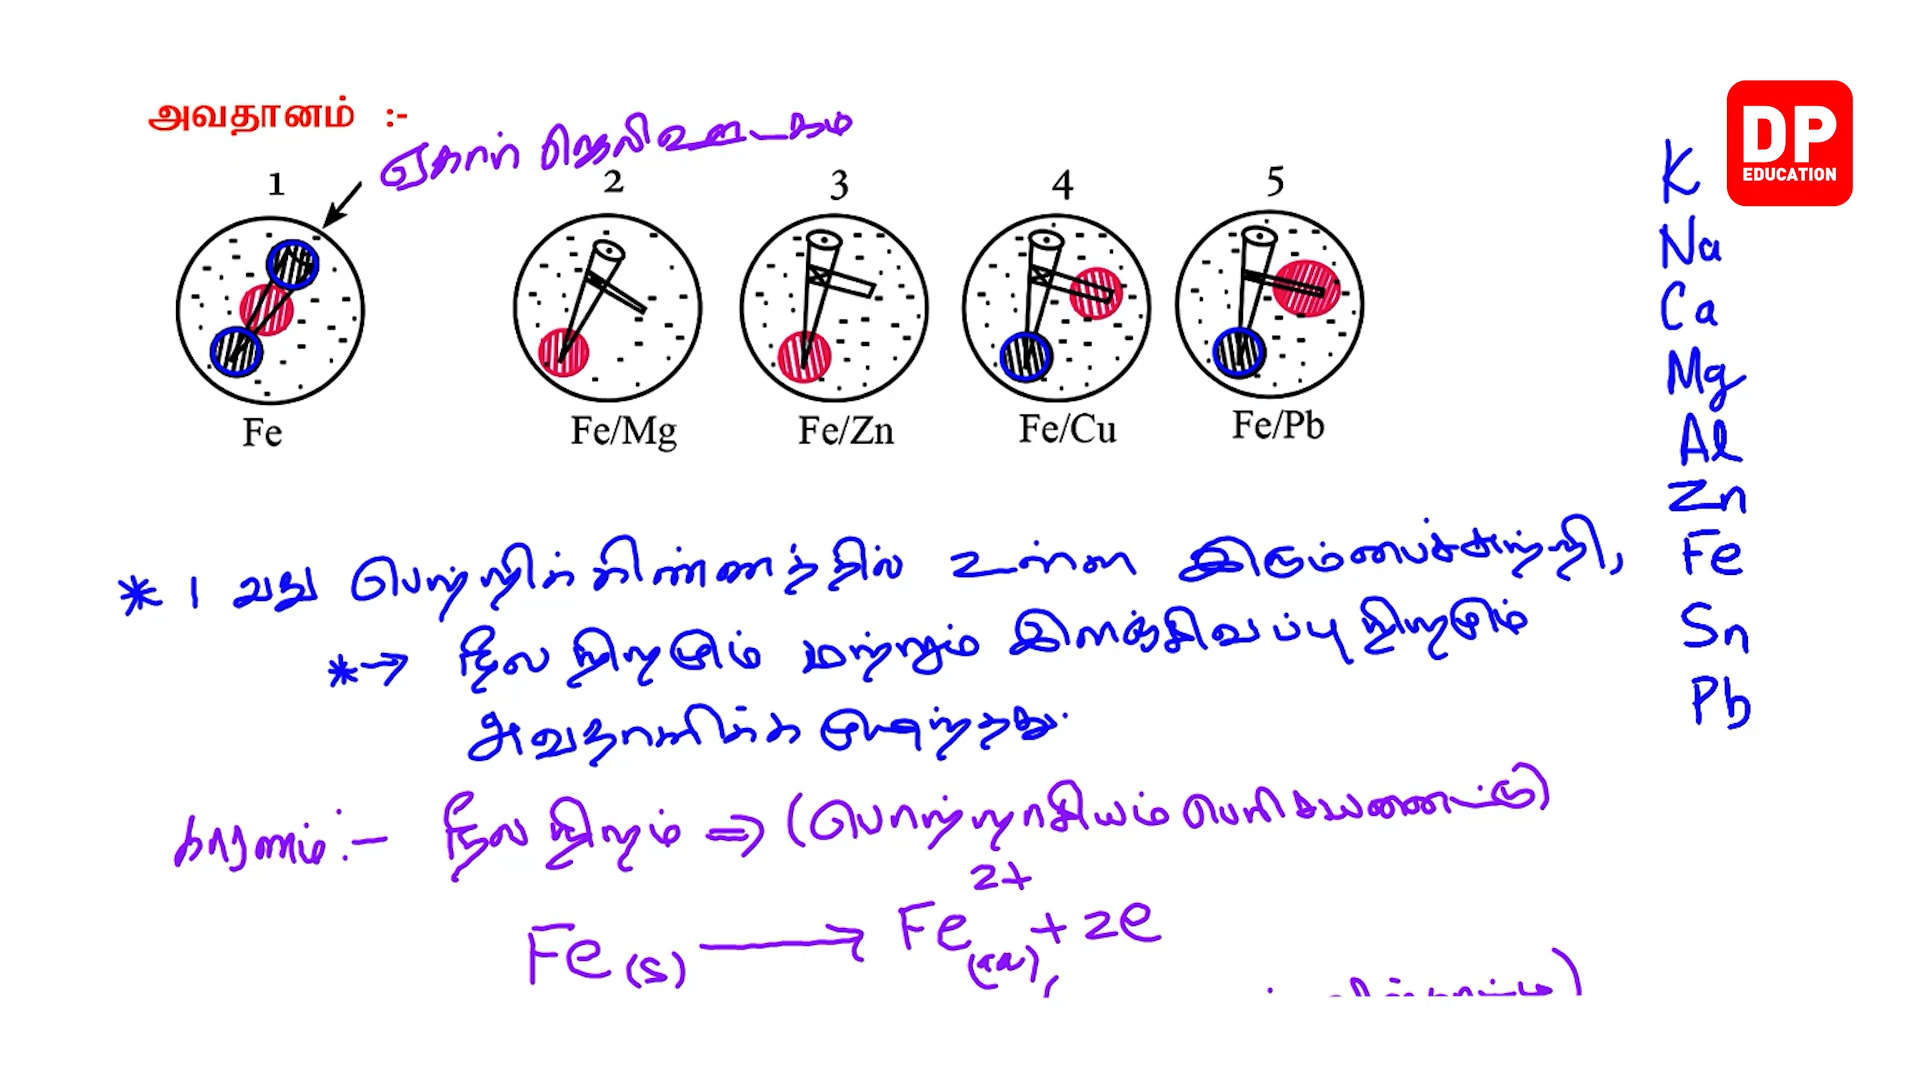 அவதானம் :-
ஏகார் ஜெலி ஊடகம்
1 2 3 4 5
Fe Fe/Mg Fe/Zn Fe/Cu Fe/Pb
* 1 வது பெற்றிக்கிண்ணத்தில் உள்ள இரும்பைச்சுற்றி,
*→ நீல நிறமும் மற்றும் இளஞ்சிவப்பு நிறமும்
அவதானிக்க முடிந்தது.
காரணம் :- நீல நிறம் ⇒ (பொற்றாசியம் பெரிசயனைட்டு)
Fe(s) → Fe2+(aq) + 2e
K
Na
Ca
Mg
Al
Zn
Fe
Sn
Pb
DP
EDUCATION